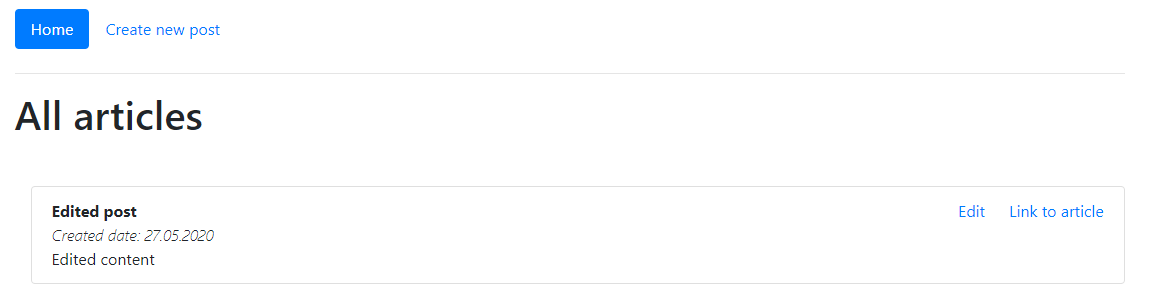 Home Create new post
All articles
Edited post Edit Link to article
Created date: 27.05.2020
Edited content